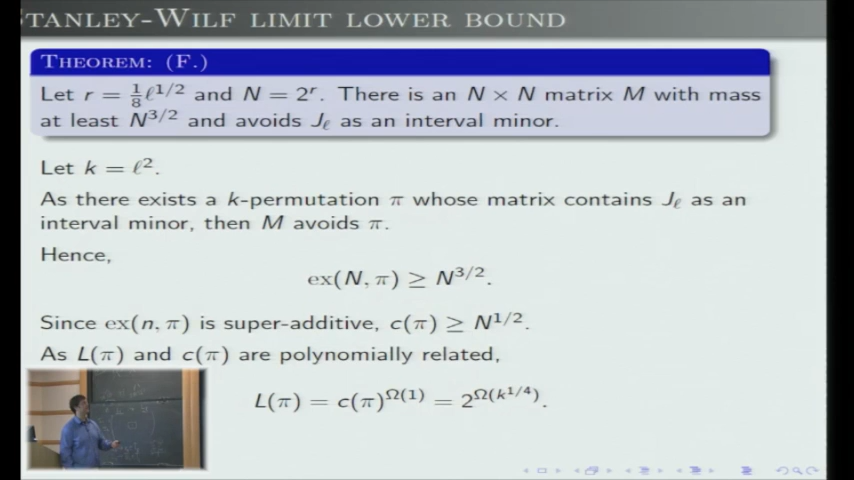 STANLEY-WILF LIMIT LOWER BOUND
THEOREM: (F.)
Let r = 1/8 ℓ^{1/2} and N = 2^r. There is an N × N matrix M with mass
at least N^{3/2} and avoids J_ℓ as an interval minor.
Let k = ℓ².
As there exists a k-permutation π whose matrix contains J_ℓ as an
interval minor, then M avoids π.
Hence,
ex(N, π) ≥ N^{3/2}.
Since ex(n, π) is super-additive, c(π) ≥ N^{1/2}.
As L(π) and c(π) are polynomially related,
L(π) = c(π)^{Ω(1)} = 2^{Ω(k^{1/4})}.